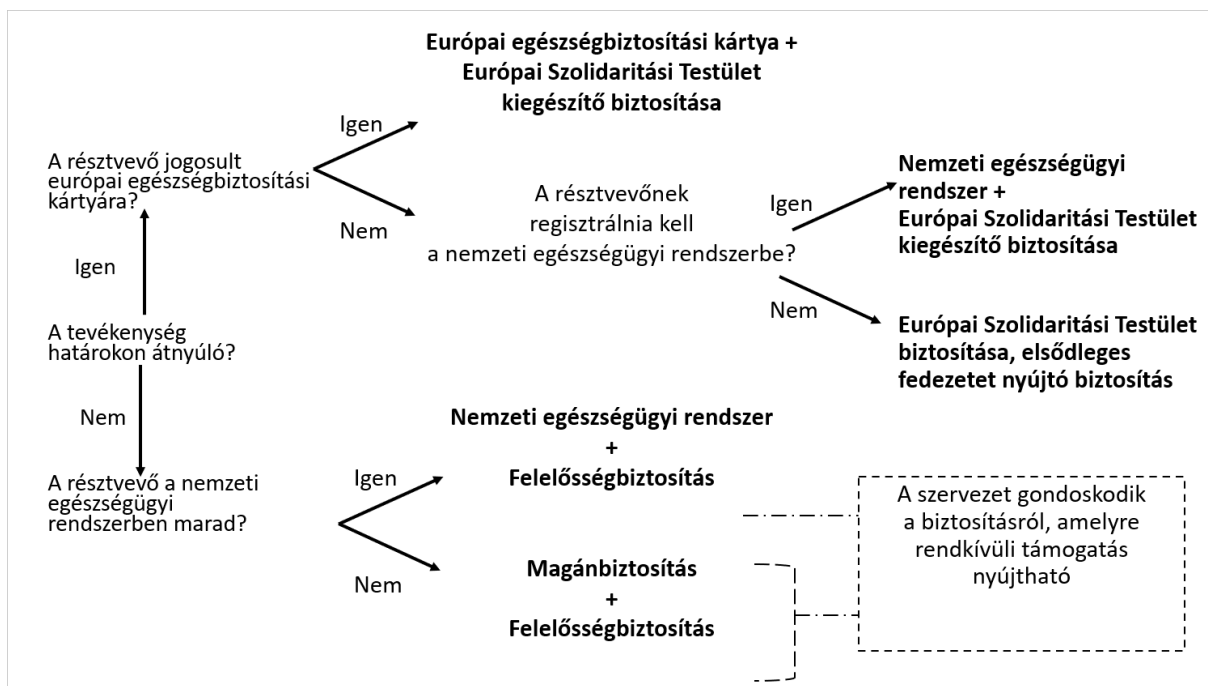 Európai egészségbiztosítási kártya +
Európai Szolidaritási Testület
kiegészítő biztosítása
Igen
A résztvevő jogosult
európai egészségbiztosítási
kártyára?
Nem
A résztvevőnek
regisztrálnia kell
a nemzeti egészségügyi rendszerbe?
Igen
Nemzeti egészségügyi
rendszer +
Európai Szolidaritási Testület
kiegészítő biztosítása
Nem
Európai Szolidaritási Testület
biztosítása, elsődleges
fedezetet nyújtó biztosítás
Igen
A tevékenység
határokon átnyúló?
Nem
A résztvevő a nemzeti
egészségügyi
rendszerben marad?
Igen
Nemzeti egészségügyi rendszer
+
Felelősségbiztosítás
Nem
Magánbiztosítás
+
Felelősségbiztosítás
A szervezet gondoskodik
a biztosításról, amelyre
rendkívüli támogatás
nyújtható